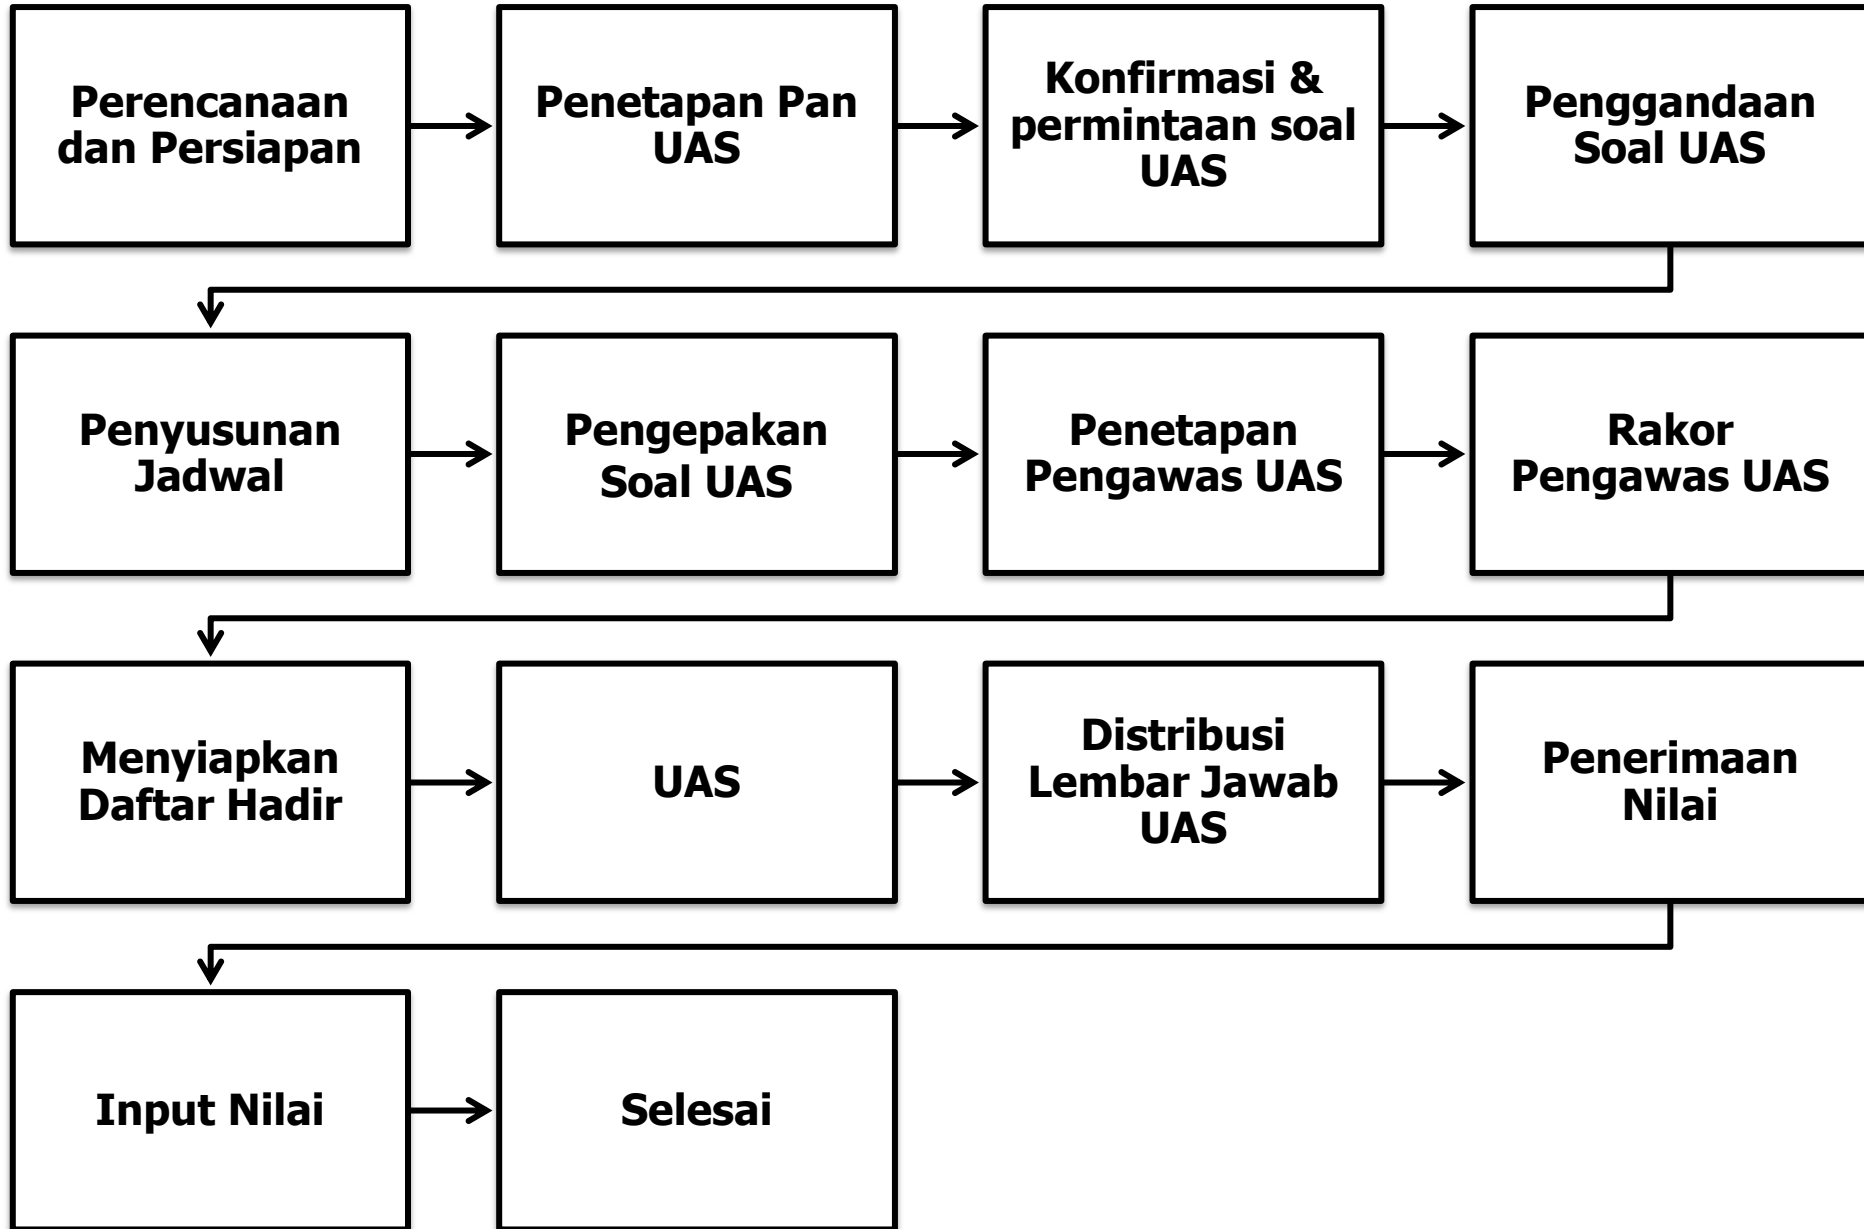 Perencanaan
dan Persiapan
Penetapan Pan
UAS
Konfirmasi &
permintaan soal
UAS
Penggandaan
Soal UAS
Penyusunan
Jadwal
Pengepakan
Soal UAS
Penetapan
Pengawas UAS
Rakor
Pengawas UAS
Menyiapkan
Daftar Hadir
UAS
Distribusi
Lembar Jawab
UAS
Penerimaan
Nilai
Input Nilai
Selesai